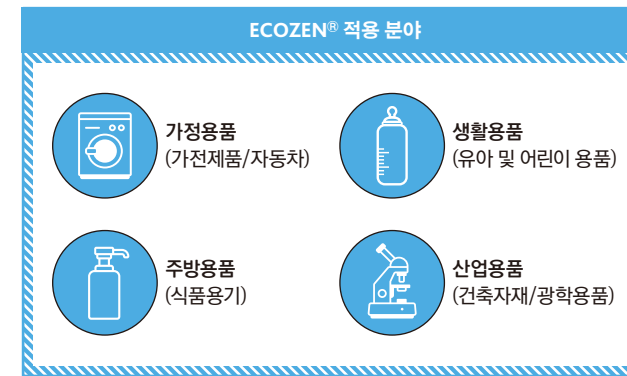 ECOZEN® 적용 분야
가정용품
(가전제품/자동차)
생활용품
(유아 및 어린이 용품)
주방용품
(식품용기)
산업용품
(건축자재/광학용품)